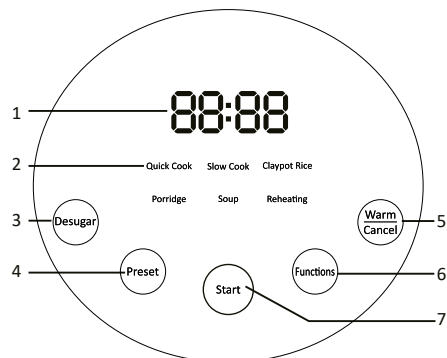 1
88:88
2
Quick Cook Slow Cook Claypot Rice
Porridge Soup Reheating
3
Desugar
Warm
Cancel
5
4
Preset
Functions
6
Start
7